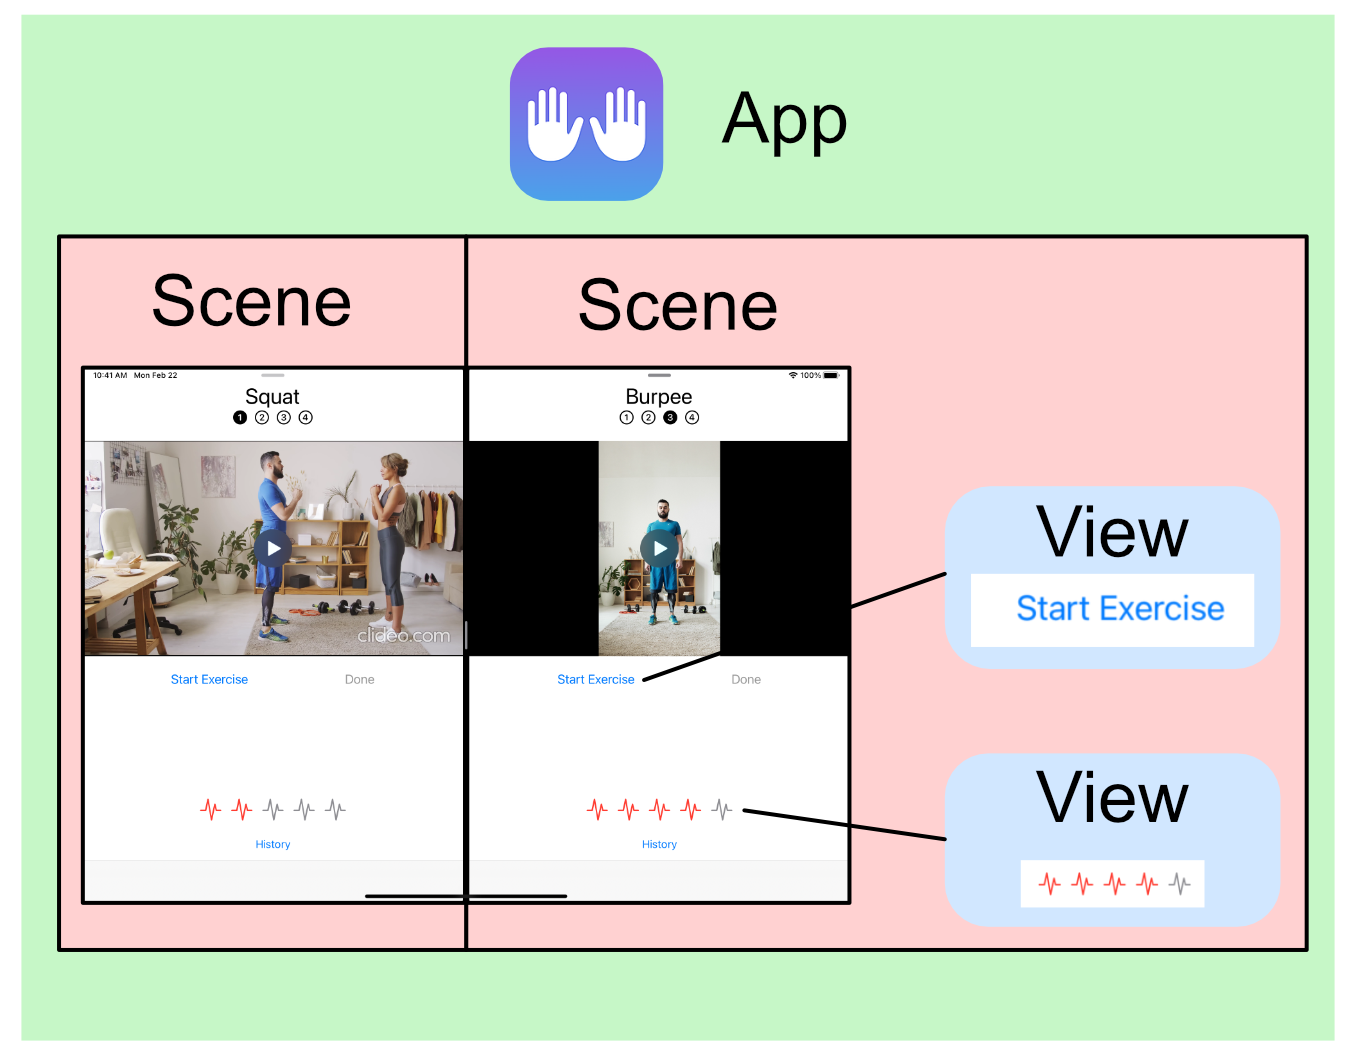 App
Scene
Scene
10:41 AM Mon Feb 22
100%
Squat
1 2 3 4
Burpee
1 2 3 4
clideo.com
Start Exercise
Done
Start Exercise
Done
History
History
View
Start Exercise
View